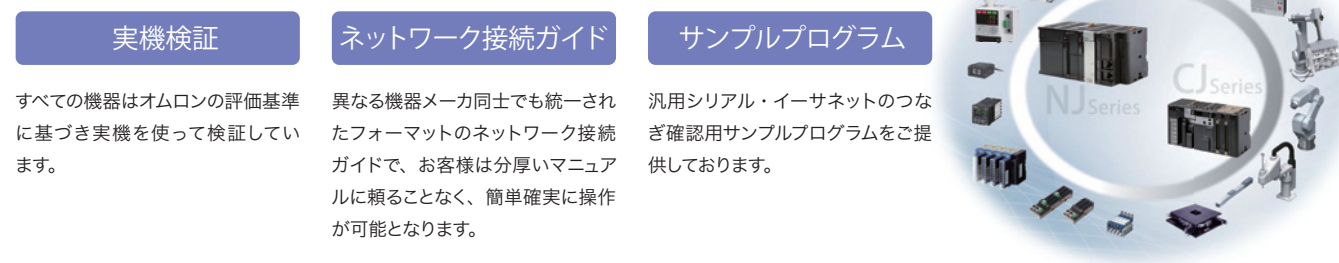 実機検証
すべての機器はオムロンの評価基準
に基づき実機を使って検証してい
ます。
ネットワーク接続ガイド
異なる機器メーカ同士でも統一され
たフォーマットのネットワーク接続
ガイドで、お客様は分厚いマニュア
ルに頼ることなく、簡単確実に操作
が可能となります。
サンプルプログラム
汎用シリアル・イーサネットのつな
ぎ確認用サンプルプログラムをご提
供しております。
NJ Series
CJ Series